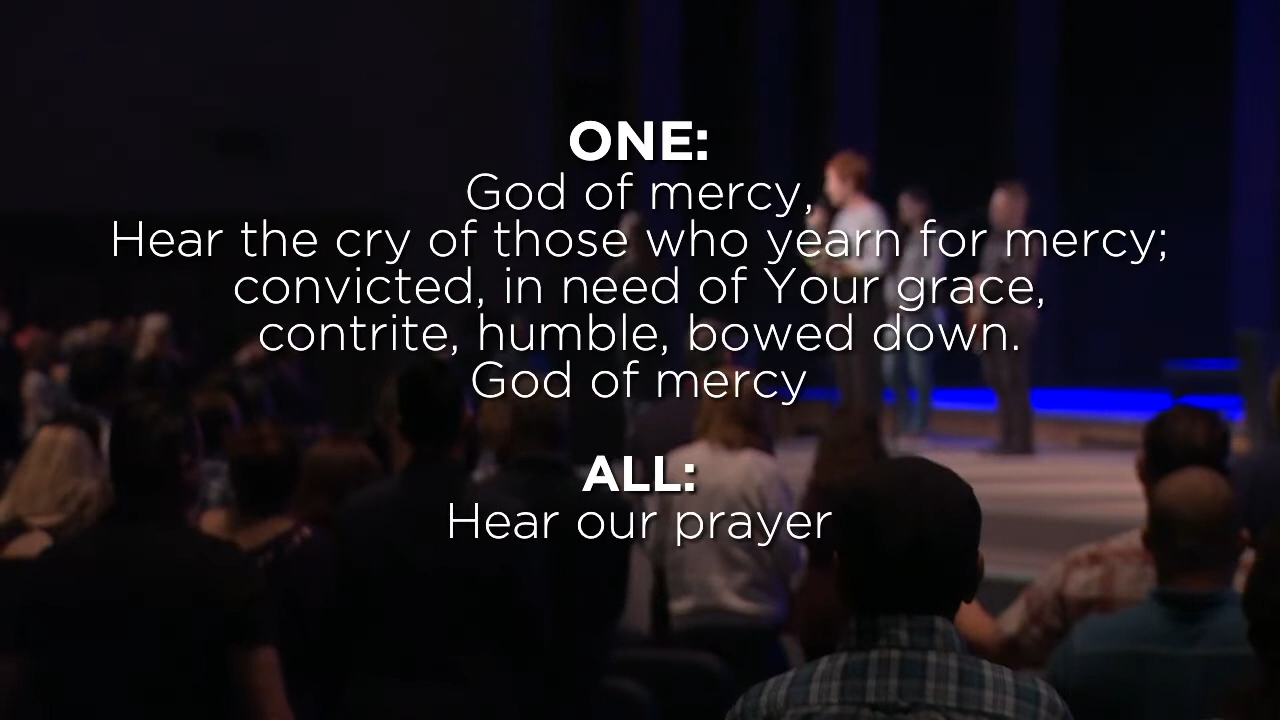 ONE:
God of mercy,
Hear the cry of those who yearn for mercy;
convicted, in need of Your grace,
contrite, humble, bowed down.
God of mercy
ALL:
Hear our prayer